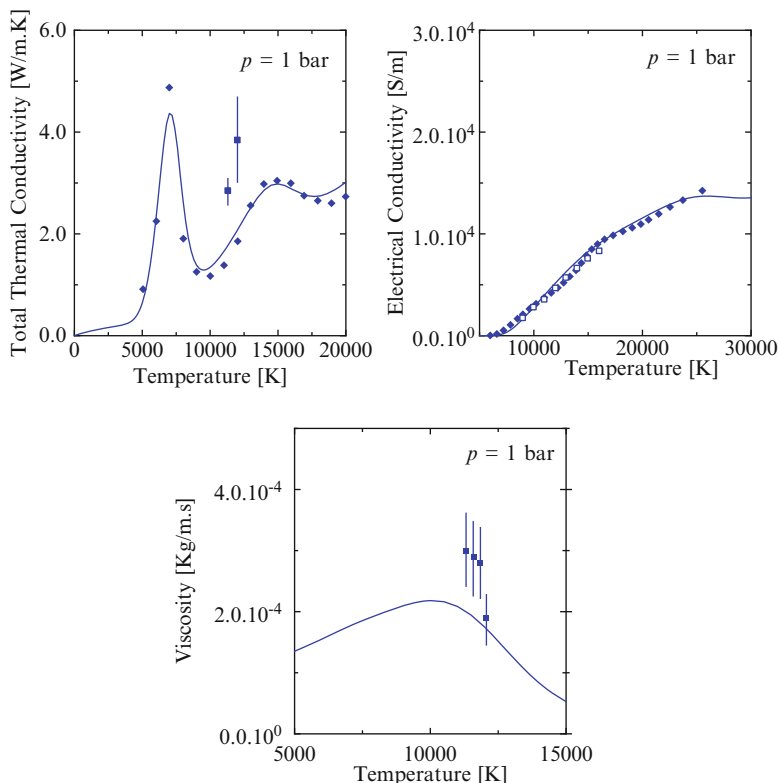 Total Thermal Conductivity [W/m.K]
6.0
4.0
2.0
0.0
p = 1 bar
0 5000 10000 15000 20000
Temperature [K]
Electrical Conductivity [S/m]
3.0.10⁴
2.0.10⁴
1.0.10⁴
0.0.10⁰
p = 1 bar
10000 20000 30000
Temperature [K]
Viscosity [Kg/m.s]
4.0.10⁻⁴
2.0.10⁻⁴
0.0.10⁰
p = 1 bar
5000 10000 15000
Temperature [K]